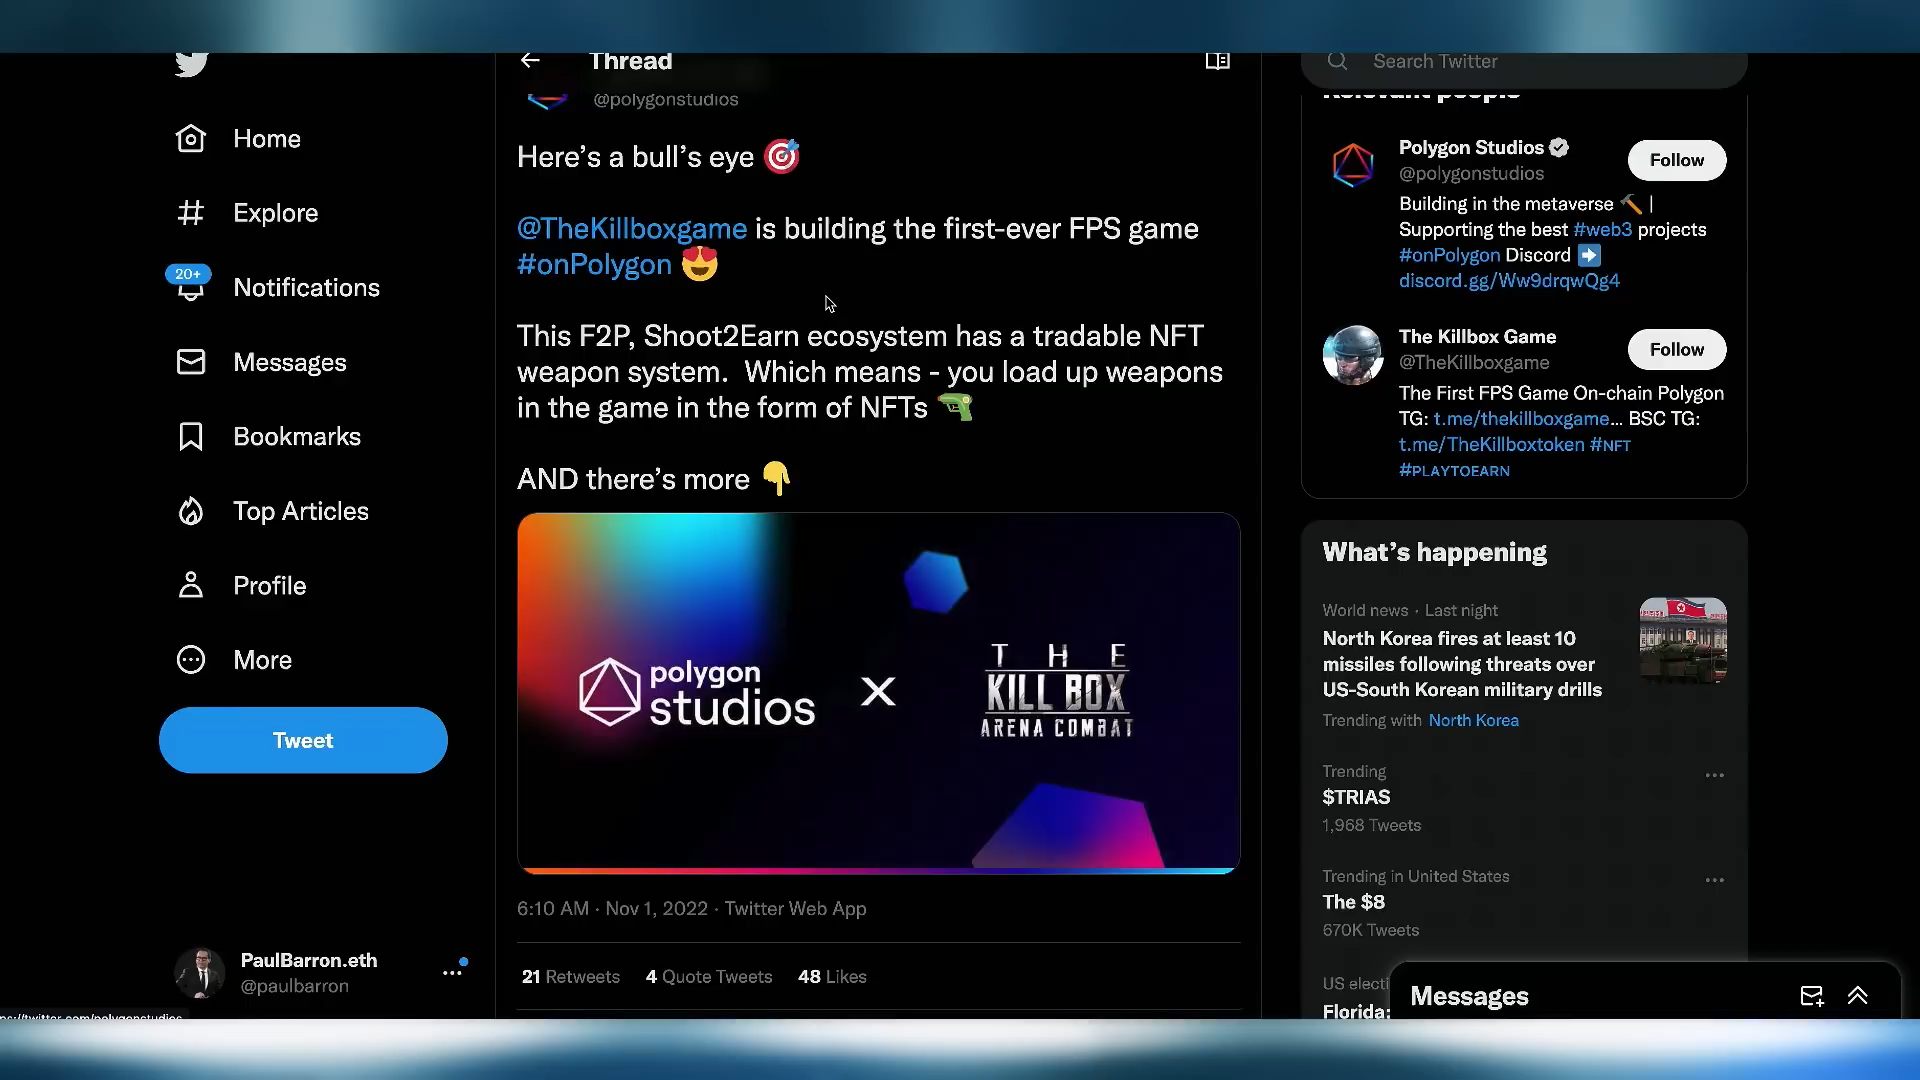 Home
Explore
20+
Notifications
Messages
Bookmarks
Top Articles
Profile
More
Tweet
PaulBarron.eth
@paulbarron
Thread
@polygonstudios
Here's a bull's eye 🎯
@TheKillboxgame is building the first-ever FPS game
#onPolygon 😍
This F2P, Shoot2Earn ecosystem has a tradable NFT
weapon system.  Which means - you load up weapons
in the game in the form of NFTs 🔫
AND there's more 👇
polygon
studios
X
THE
KILL BOX
ARENA COMBAT
6:10 AM · Nov 1, 2022 · Twitter Web App
21 Retweets 4 Quote Tweets 48 Likes
Search Twitter
Relevant people
Polygon Studios
@polygonstudios
Follow
Building in the metaverse 🔨 |
Supporting the best #web3 projects
#onPolygon Discord ➡️
discord.gg/Ww9drqwQg4
The Killbox Game
@TheKillboxgame
Follow
The First FPS Game On-chain Polygon
TG: t.me/thekillboxgame... BSC TG:
t.me/TheKillboxtoken #NFT
#PLAYTOEARN
What's happening
World news · Last night
North Korea fires at least 10
missiles following threats over
US-South Korean military drills
Trending with North Korea
Trending
$TRIAS
1,968 Tweets
Trending in United States
The $8
670K Tweets
US electi
Florida:
Messages